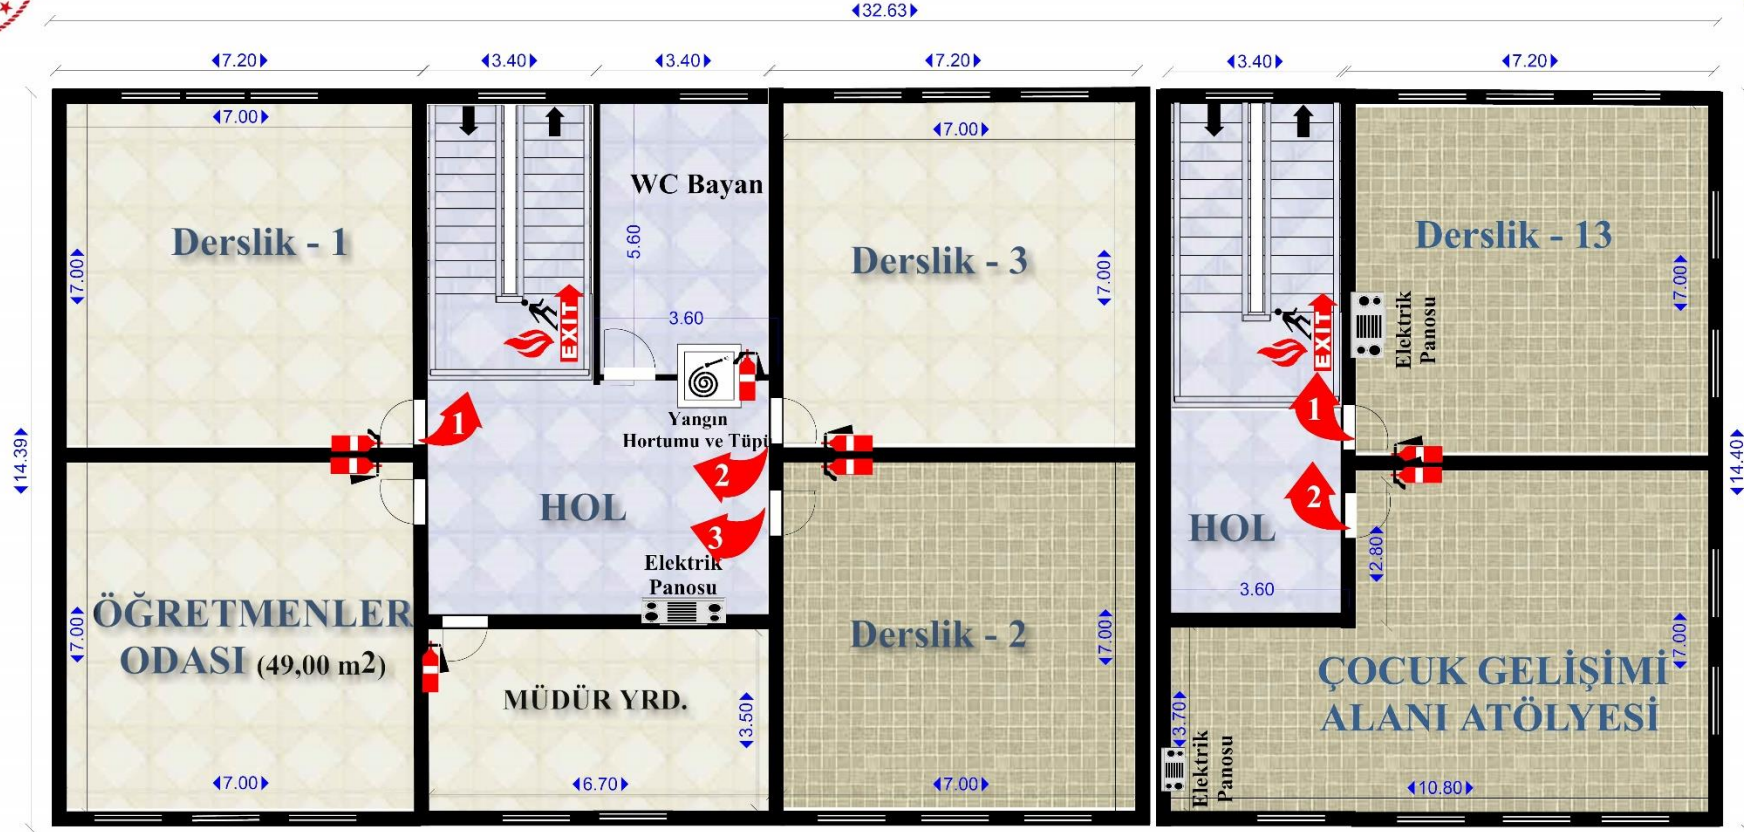 32.63
7.20
3.40
3.40
7.20
3.40
7.20
7.00
7.00
WC Bayan
Derslik - 1
7.00
5.60
Derslik - 3
7.00
Derslik - 13
7.00
Elektrik
Panosu
3.60
EXIT
EXIT
1
Yangın
Hortumu ve Tüpü
1
14.39
2
14.40
HOL
3
2
HOL
2.80
Elektrik
Panosu
3.60
ÖĞRETMENLER
ODASI (49,00 m2)
7.00
Derslik - 2
7.00
ÇOCUK GELİŞİMİ
ALANI ATÖLYESİ
7.00
MÜDÜR YRD.
3.50
3.70
Elektrik
Panosu
7.00
6.70
7.00
10.80